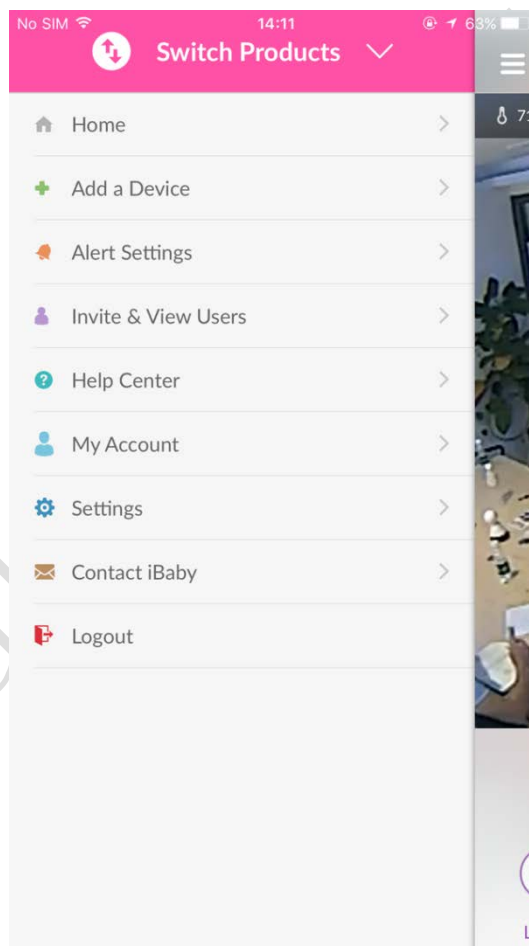 No SIM 14:11 63%
Switch Products
Home
Add a Device
Alert Settings
Invite & View Users
Help Center
My Account
Settings
Contact iBaby
Logout